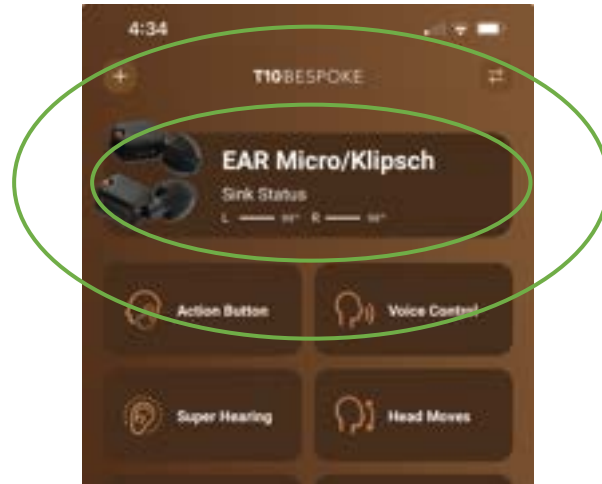 4:34
T10BESPOKE
EAR Micro/Klipsch
Sink Status
L R
Action Button
Voice Control
Super Hearing
Head Moves